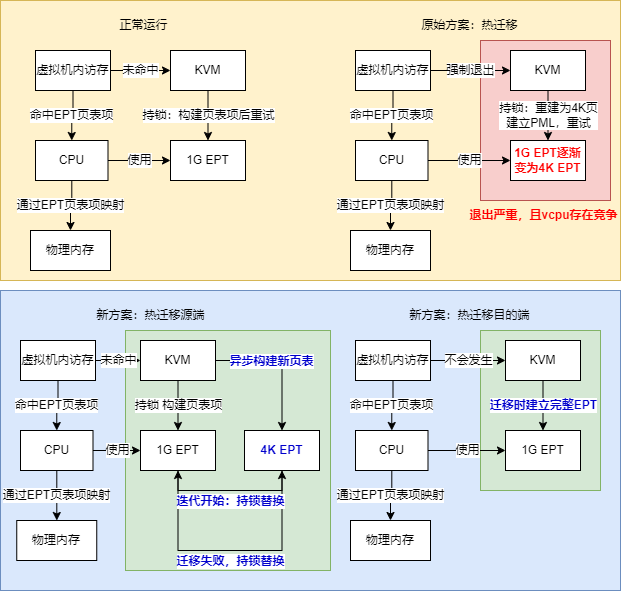 正常运行
虚拟机内访存
未命中
KVM
命中EPT页表项
持锁：构建页表项后重试
CPU
使用
1G EPT
通过EPT页表项映射
物理内存
原始方案：热迁移
虚拟机内访存
强制退出
KVM
命中EPT页表项
持锁：重建为4K页
建立PML，重试
CPU
使用
1G EPT逐渐
变为4K EPT
通过EPT页表项映射
退出严重，且vcpu存在竞争
物理内存
新方案：热迁移源端
虚拟机内访存
未命中
KVM
异步构建新页表
命中EPT页表项
持锁 构建页表项
CPU
使用
1G EPT
4K EPT
通过EPT页表项映射
迭代开始：持锁替换
物理内存
迁移失败，持锁替换
新方案：热迁移目的端
虚拟机内访存
不会发生
KVM
命中EPT页表项
迁移时建立完整EPT
CPU
使用
1G EPT
通过EPT页表项映射
物理内存